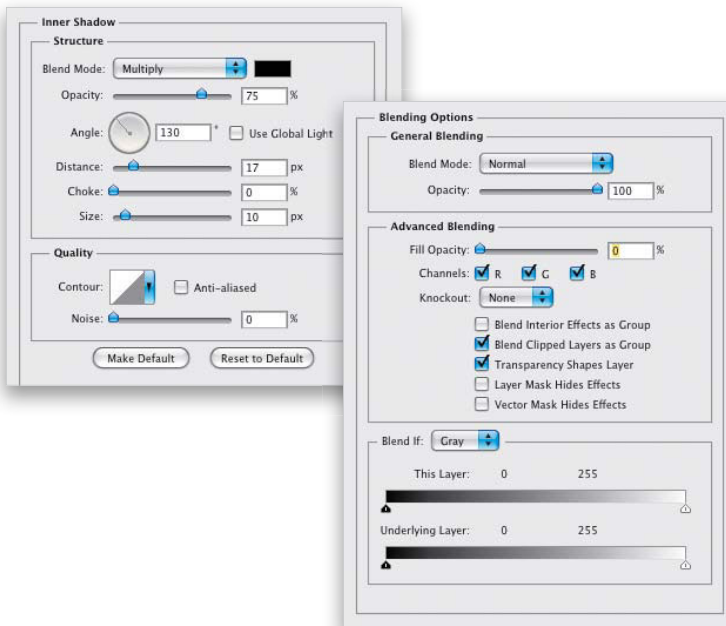 Inner Shadow
Structure
Blend Mode: Multiply
Opacity: 75 %
Angle: 130 ° Use Global Light
Distance: 17 px
Choke: 0 %
Size: 10 px
Quality
Contour: Anti-aliased
Noise: 0 %
Make Default Reset to Default
Blending Options
General Blending
Blend Mode: Normal
Opacity: 100 %
Advanced Blending
Fill Opacity: 0 %
Channels: R G B
Knockout: None
Blend Interior Effects as Group
Blend Clipped Layers as Group
Transparency Shapes Layer
Layer Mask Hides Effects
Vector Mask Hides Effects
Blend If: Gray
This Layer: 0 255
Underlying Layer: 0 255